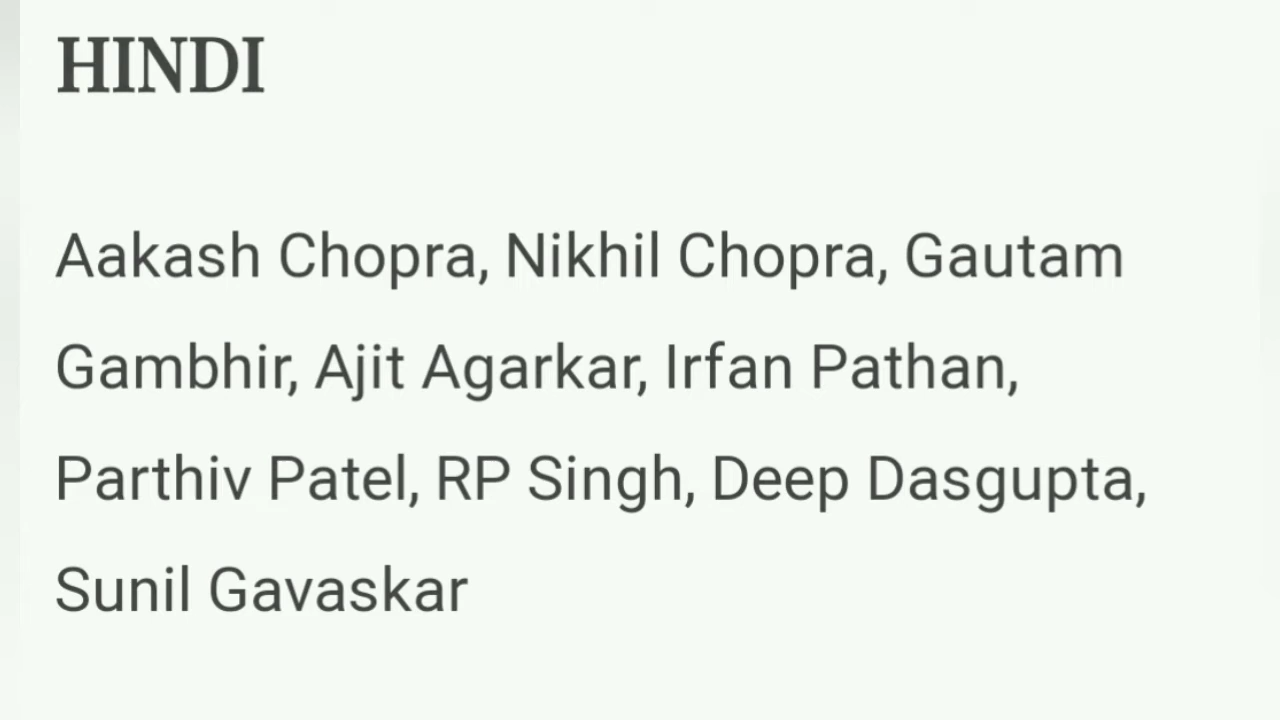 HINDI
Aakash Chopra, Nikhil Chopra, Gautam
Gambhir, Ajit Agarkar, Irfan Pathan,
Parthiv Patel, RP Singh, Deep Dasgupta,
Sunil Gavaskar